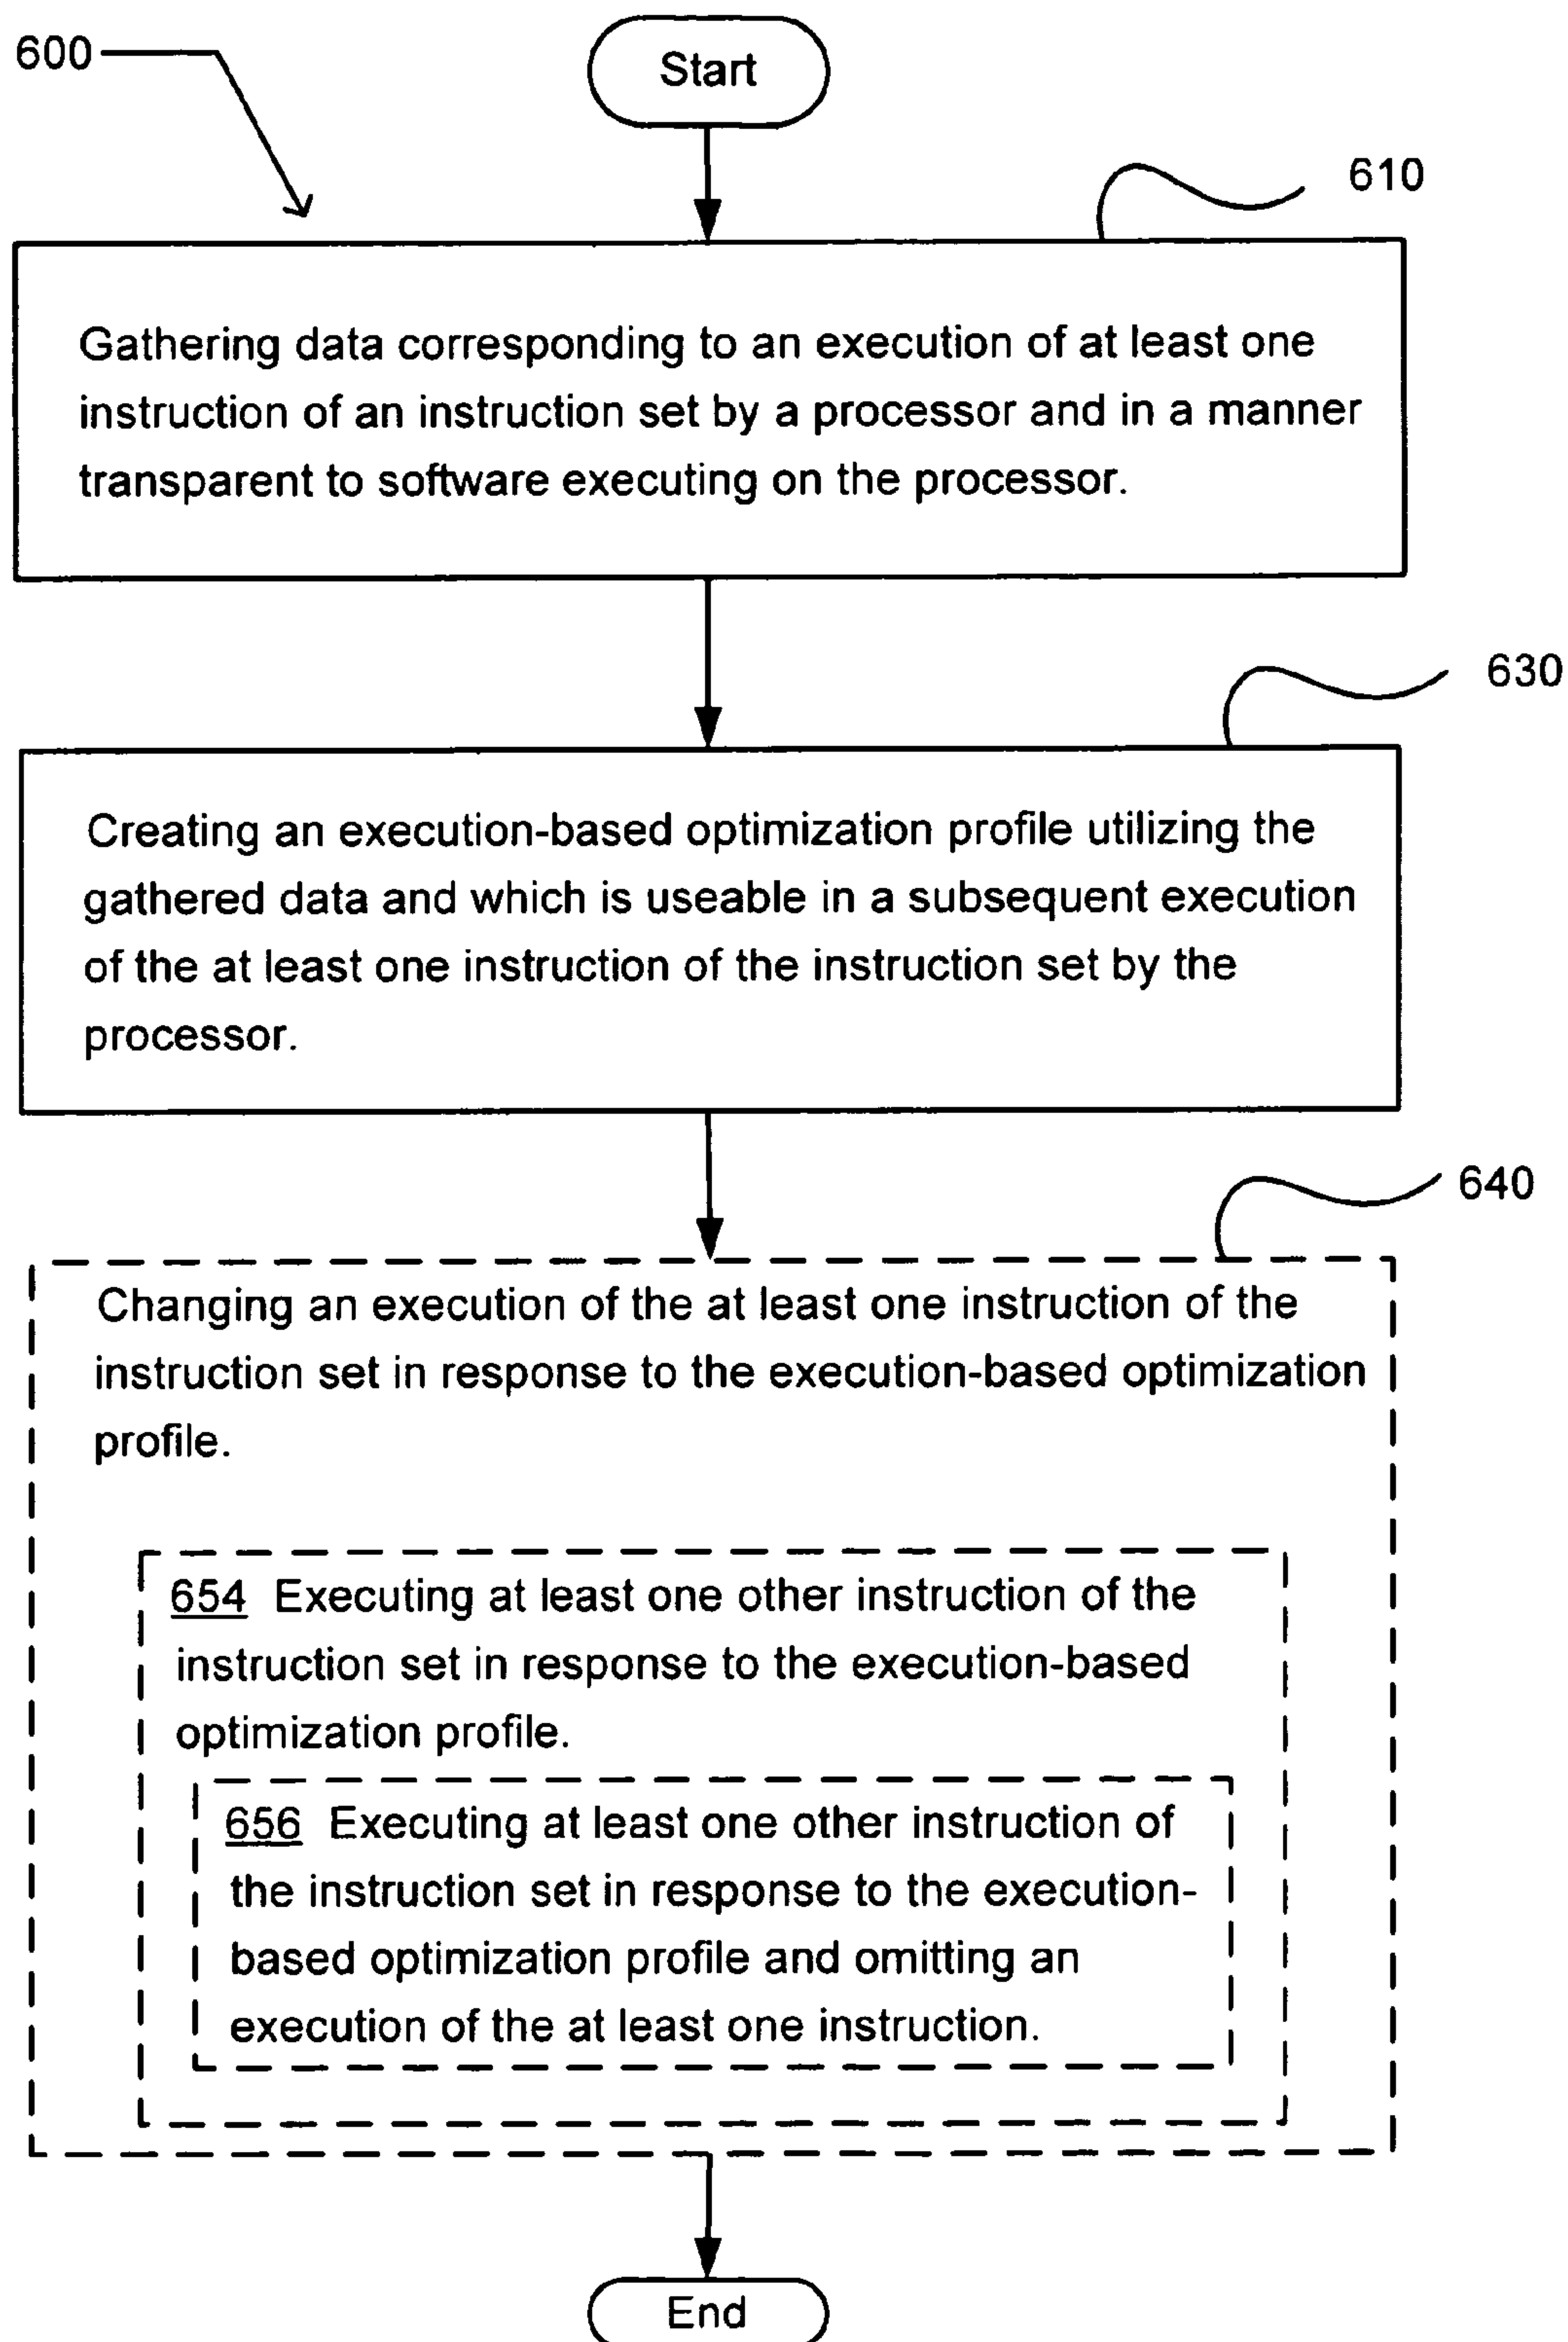 600
Start
610
Gathering data corresponding to an execution of at least one
instruction of an instruction set by a processor and in a manner
transparent to software executing on the processor.
630
Creating an execution-based optimization profile utilizing the
gathered data and which is useable in a subsequent execution
of the at least one instruction of the instruction set by the
processor.
640
Changing an execution of the at least one instruction of the
instruction set in response to the execution-based optimization
profile.
654 Executing at least one other instruction of the
instruction set in response to the execution-based
optimization profile.
656 Executing at least one other instruction of
the instruction set in response to the execution-
based optimization profile and omitting an
execution of the at least one instruction.
End